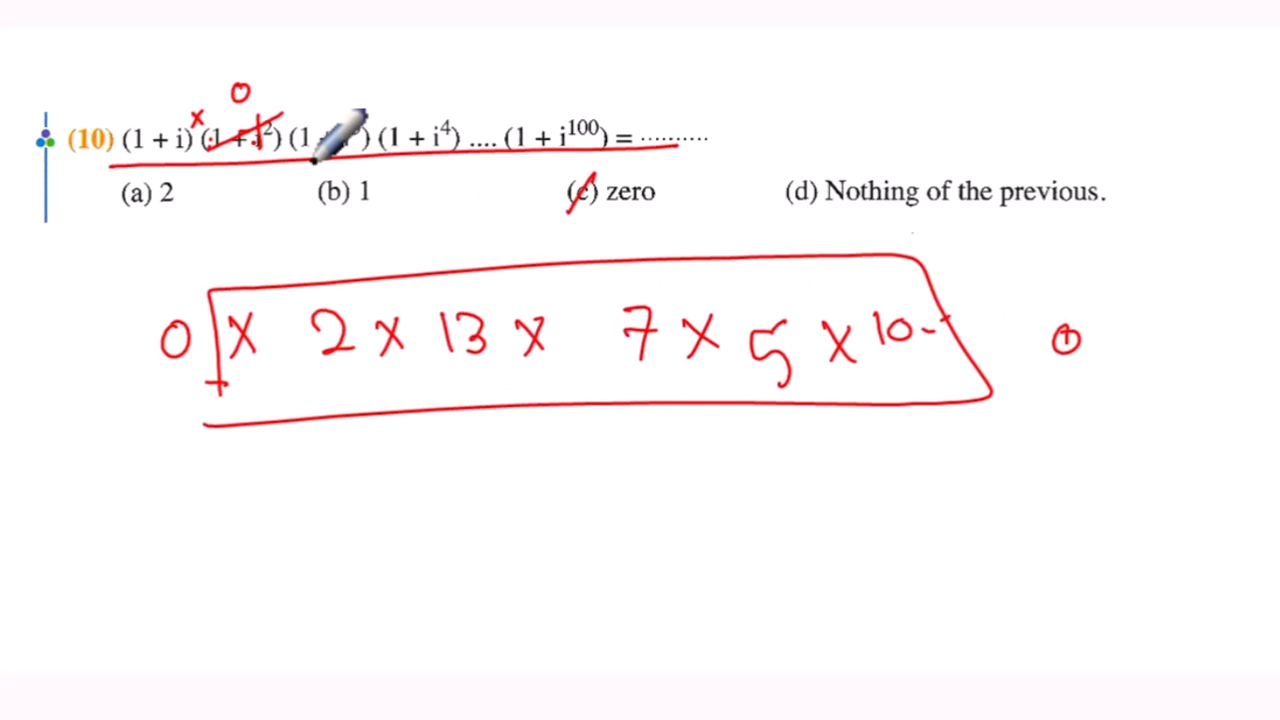 0
x
(10) (1 + i) (1 + i²) (1 ) (1 + i⁴) .... (1 + i¹⁰⁰) = ..........
(a) 2 (b) 1 (c) zero (d) Nothing of the previous.
0 x 2 x 13 x 7 x 5 x 10